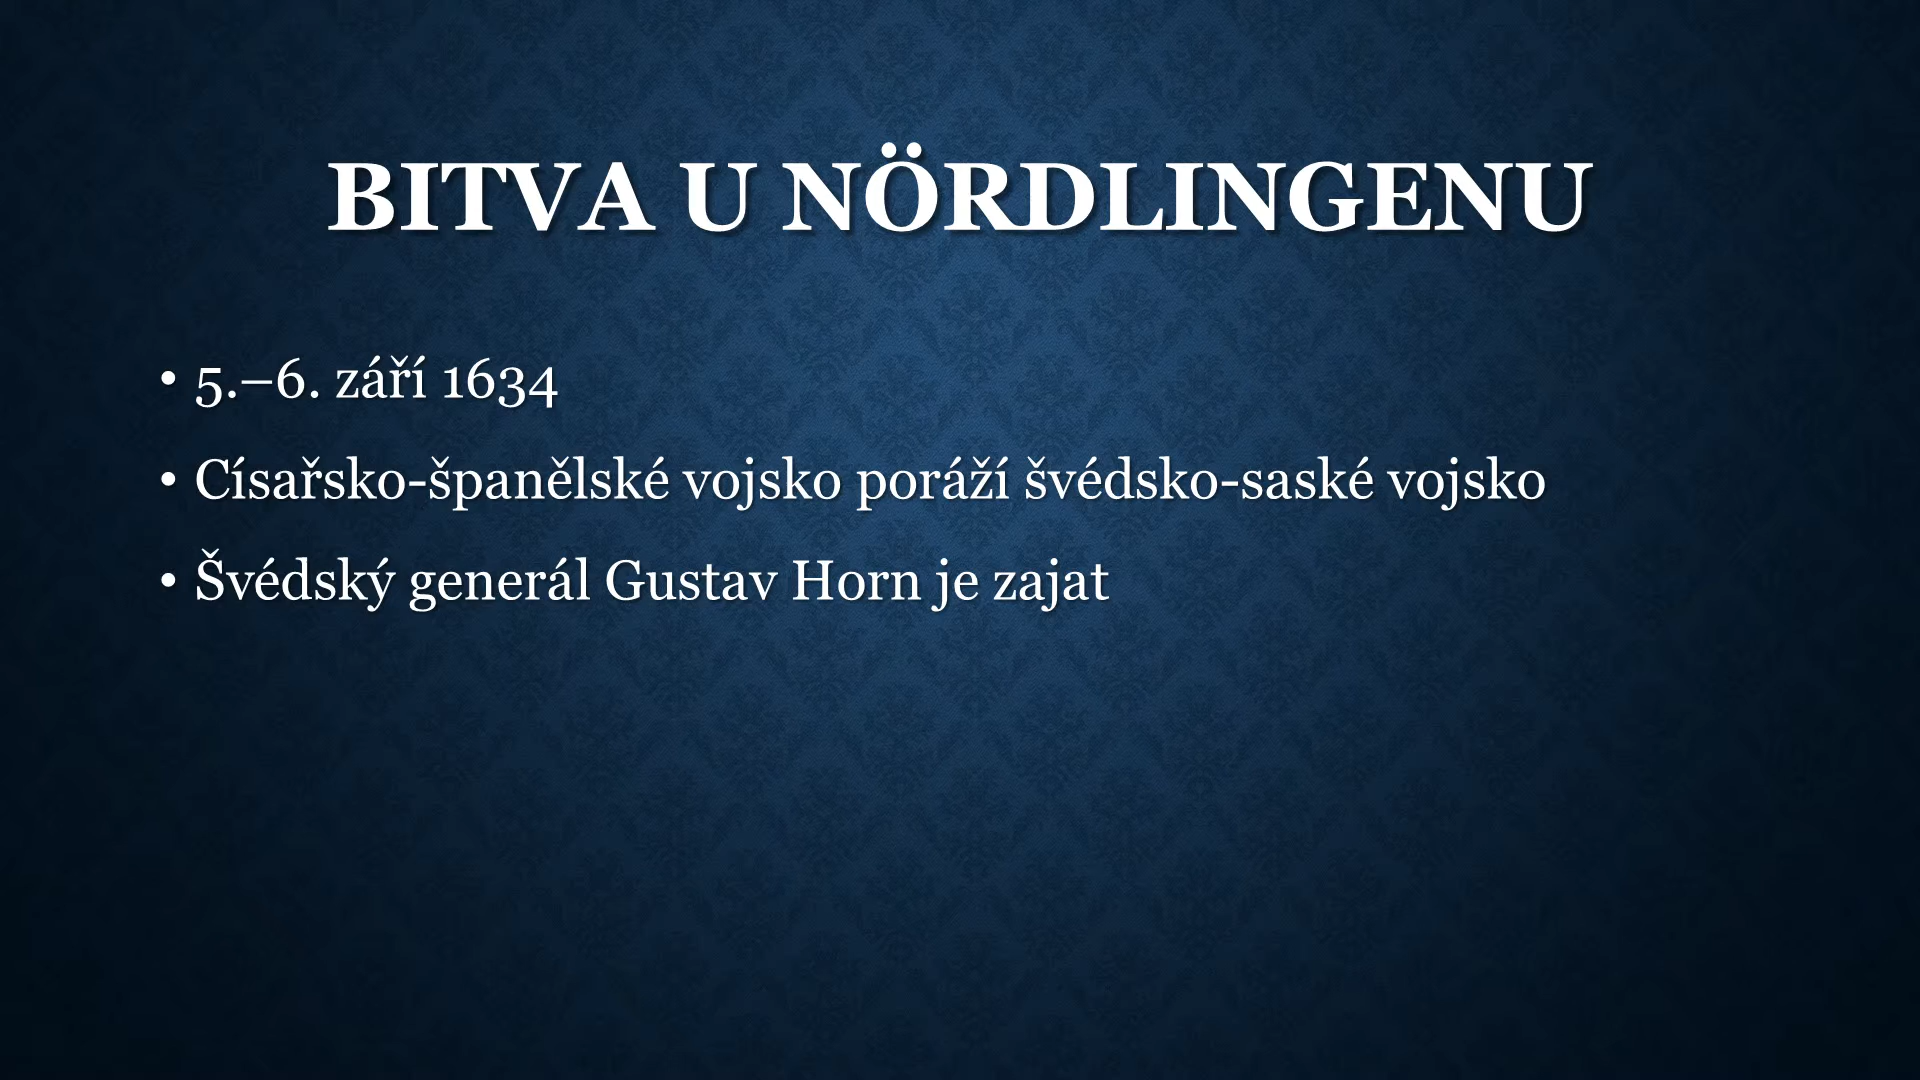 BITVA U NÖRDLINGENU
• 5.–6. září 1634
• Císařsko-španělské vojsko poráží švédsko-saské vojsko
• Švédský generál Gustav Horn je zajat